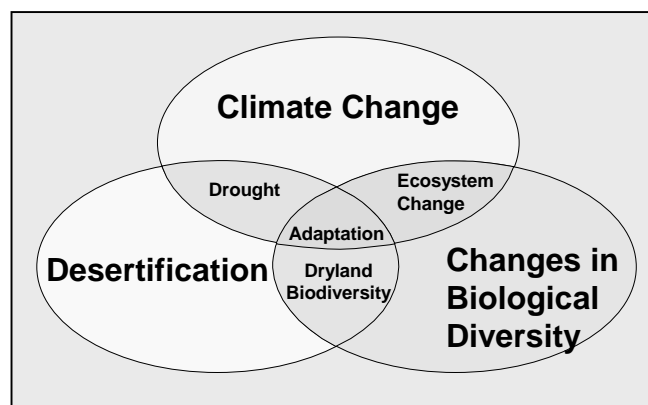 Climate Change
Drought
Ecosystem
Change
Adaptation
Desertification
Dryland
Biodiversity
Changes in
Biological
Diversity